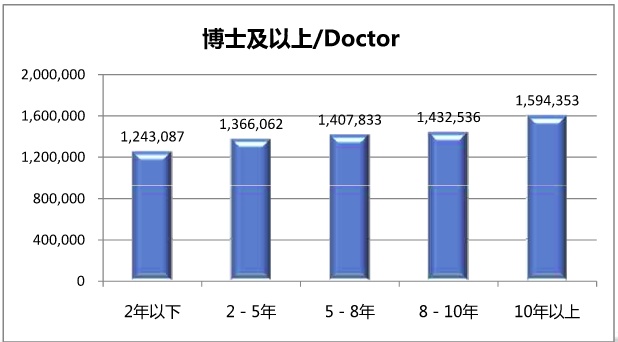 博士及以上/Doctor
2,000,000
1,600,000
1,200,000
800,000
400,000
0
1,243,087
1,366,062
1,407,833
1,432,536
1,594,353
2年以下
2 - 5年
5 - 8年
8 - 10年
10年以上